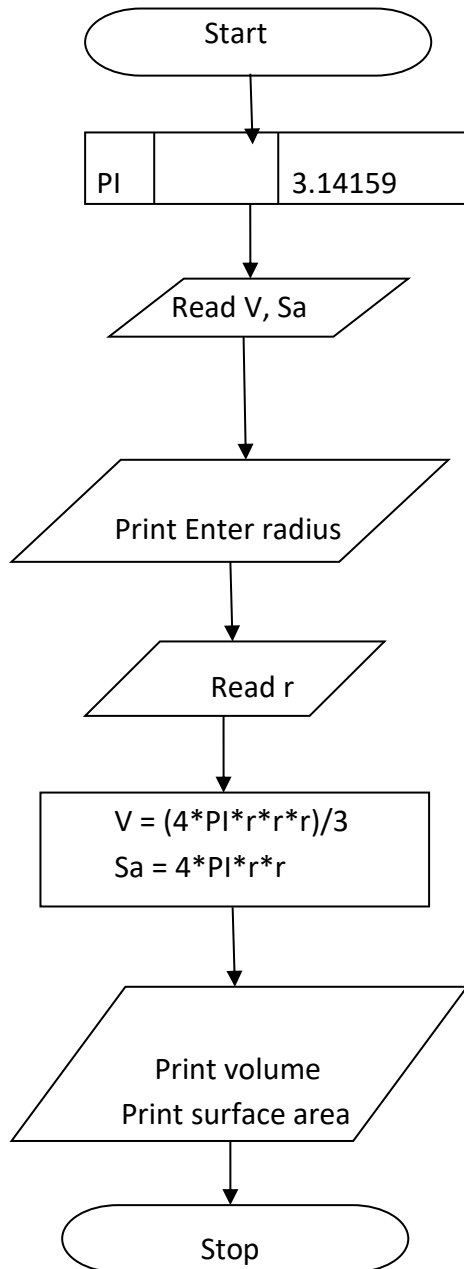 Start
PI 3.14159
Read V, Sa
Print Enter radius
Read r
V = (4*PI*r*r*r)/3
Sa = 4*PI*r*r
Print volume
Print surface area
Stop